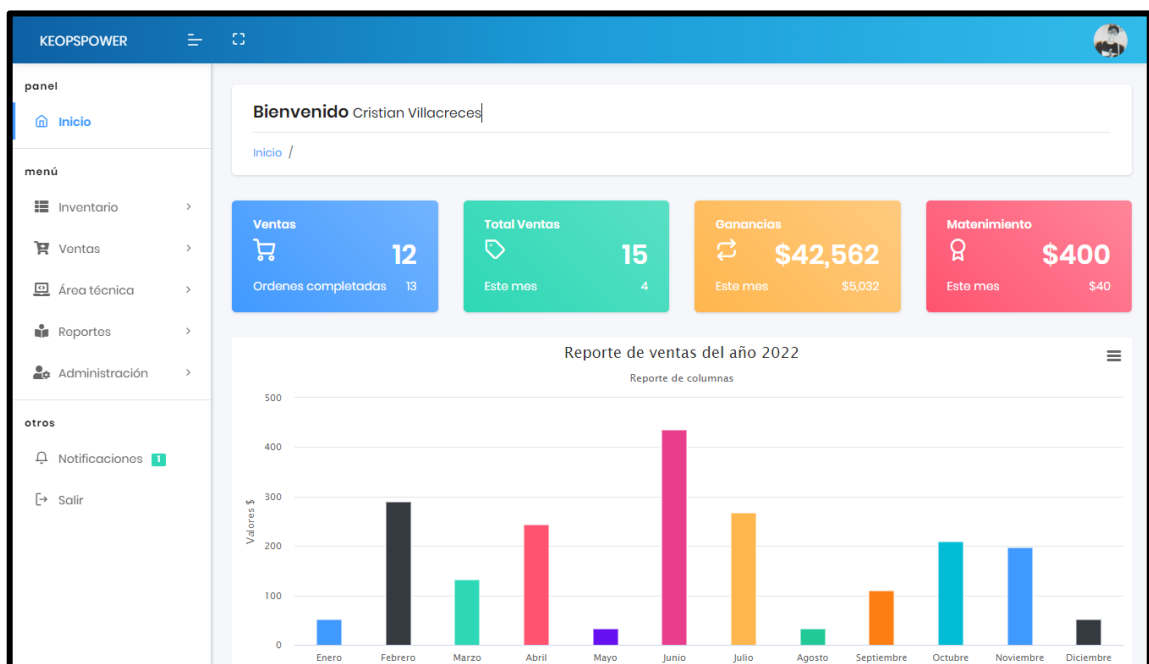 KEOPSPOWER
panel
Inicio
menú
Inventario
Ventas
Área técnica
Reportes
Administración
otros
Notificaciones 1
Salir
Bienvenido Cristian Villacreces
Inicio /
Ventas
12
Ordenes completadas 13
Total Ventas
15
Este mes 4
Ganancias
$42,562
Este mes $5,032
Matenimiento
$400
Este mes $40
Reporte de ventas del año 2022
Reporte de columnas
Valores $
500
400
300
200
100
0
Enero Febrero Marzo Abril Mayo Junio Julio Agosto Septiembre Octubre Noviembre Diciembre